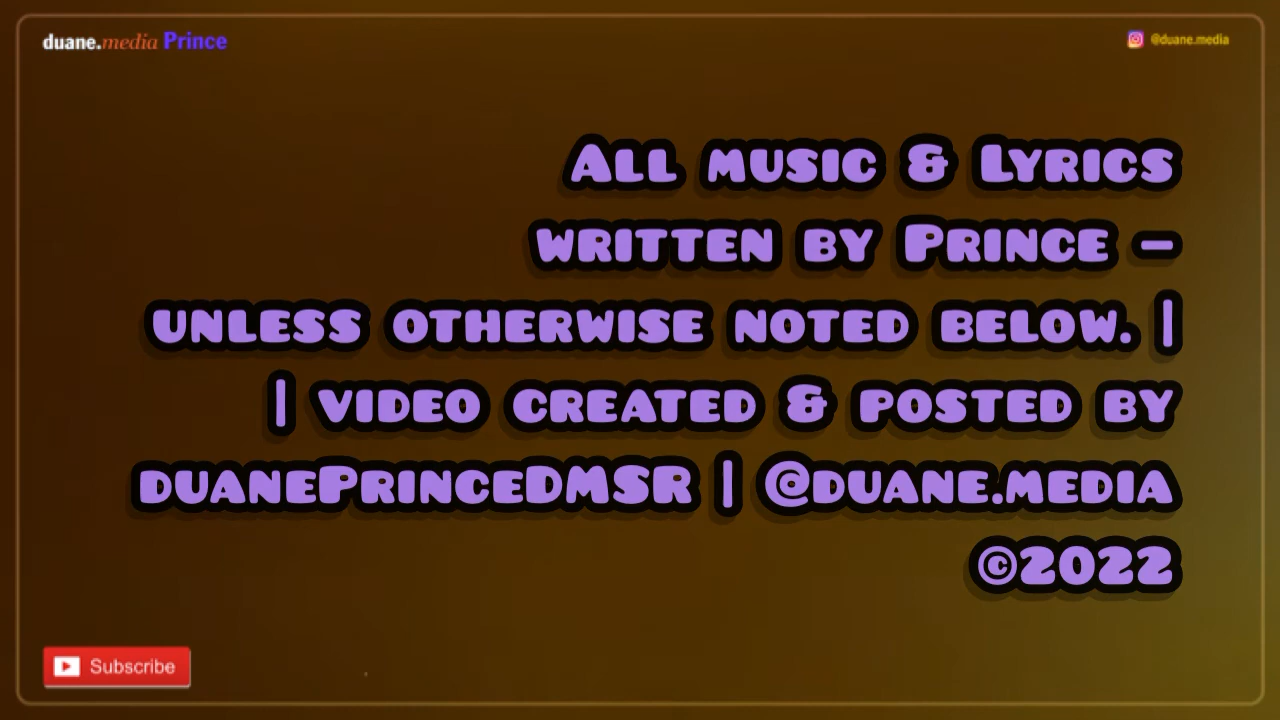 duane.media Prince
@duane.media
All music & Lyrics
written by Prince –
unless otherwise noted below. |
| video created & posted by
duanePrinceDMSR | @duane.media
©2022
Subscribe